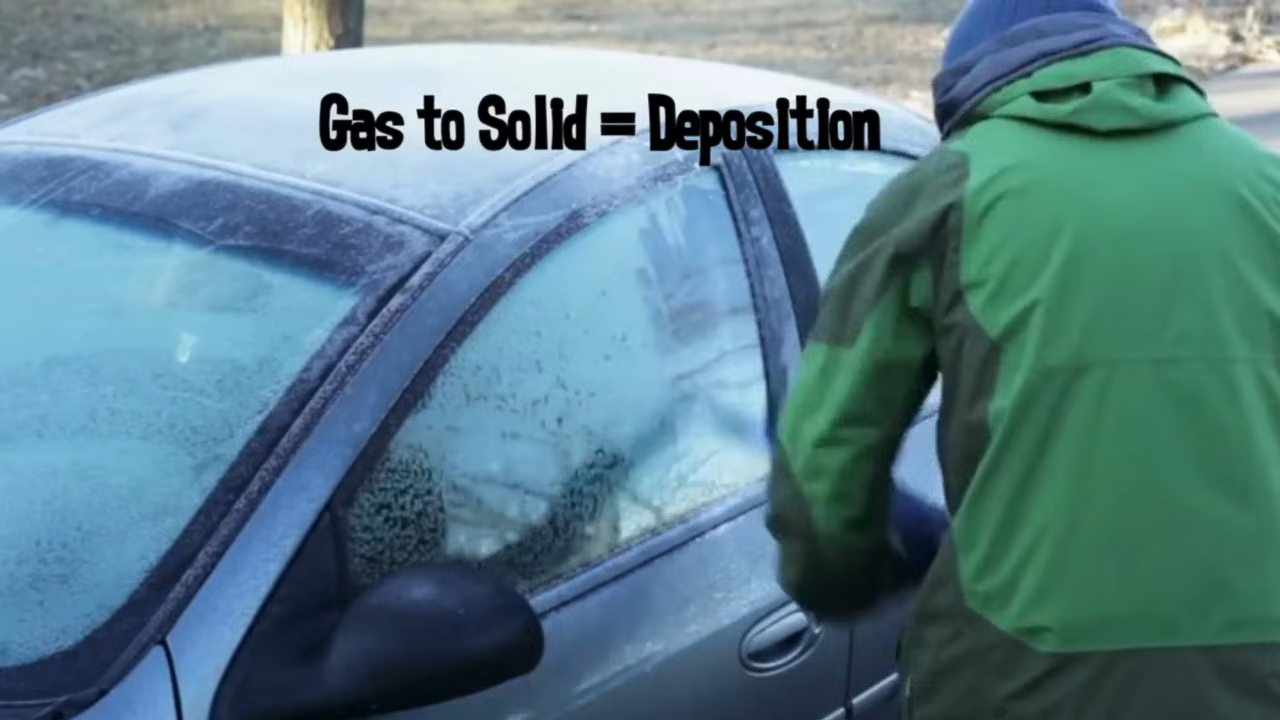 Gas to Solid = Deposition